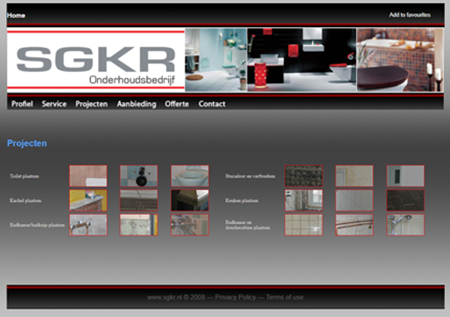 Home
Add to favourites
SGKR
Onderhoudsbedrijf
Profiel Service Projecten Aanbieding Offerte Contact
Projecten
Toilet plaatsen
Stucadoor en verfwerken
Kachel plaatsen
Keuken plaatsen
Badkamer/badkuip plaatsen
Badkamer en
douchecabine plaatsen
www.sgkr.nl © 2008 — Privacy Policy — Terms of use